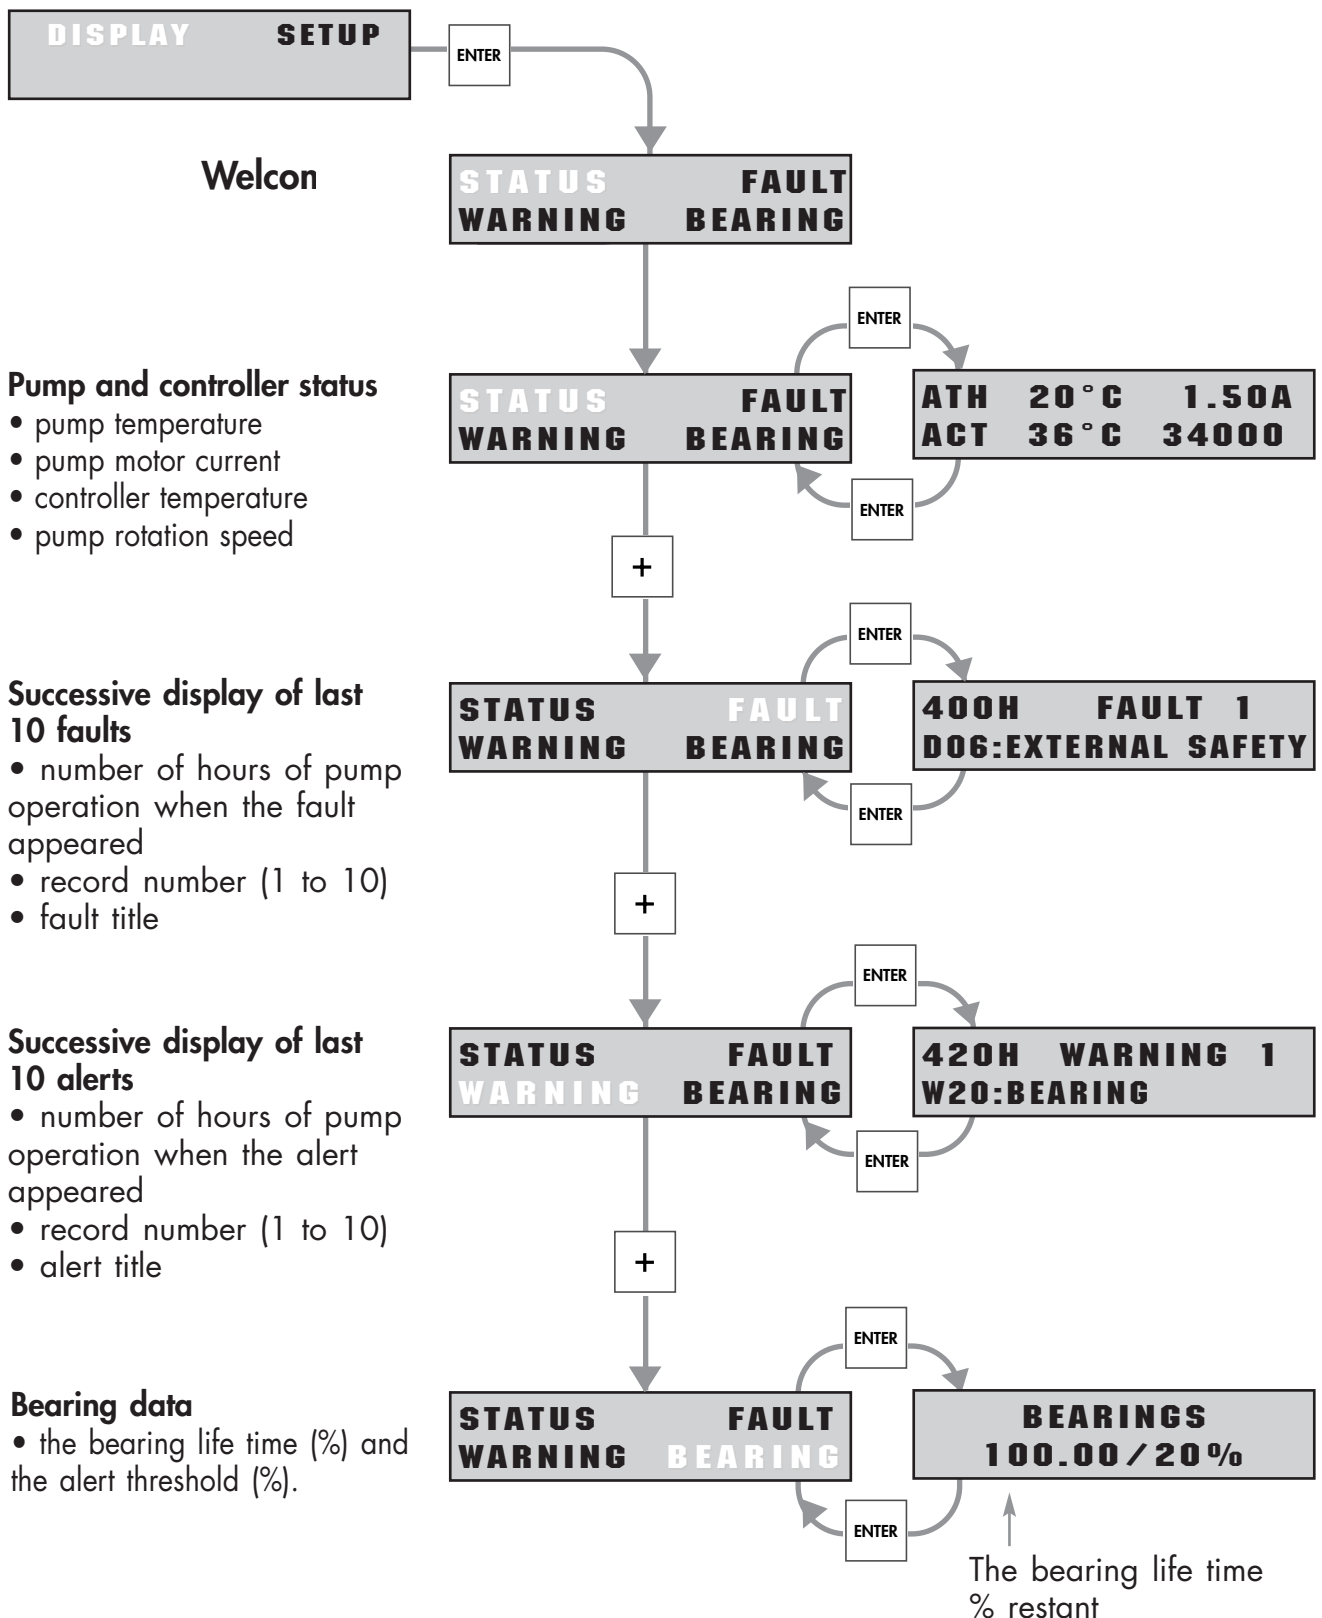 DISPLAY SETUP
ENTER
Welcon
STATUS FAULT
WARNING BEARING
ENTER
Pump and controller status
• pump temperature
• pump motor current
• controller temperature
• pump rotation speed
STATUS FAULT
WARNING BEARING
ATH 20°C 1.50A
ACT 36°C 34000
ENTER
+
ENTER
Successive display of last
10 faults
• number of hours of pump
operation when the fault
appeared
• record number (1 to 10)
• fault title
STATUS FAULT
WARNING BEARING
400H FAULT 1
D06:EXTERNAL SAFETY
ENTER
+
ENTER
Successive display of last
10 alerts
• number of hours of pump
operation when the alert
appeared
• record number (1 to 10)
• alert title
STATUS FAULT
WARNING BEARING
420H WARNING 1
W20:BEARING
ENTER
+
ENTER
Bearing data
• the bearing life time (%) and
the alert threshold (%).
STATUS FAULT
WARNING BEARING
BEARINGS
100.00/20%
ENTER
The bearing life time
% restant